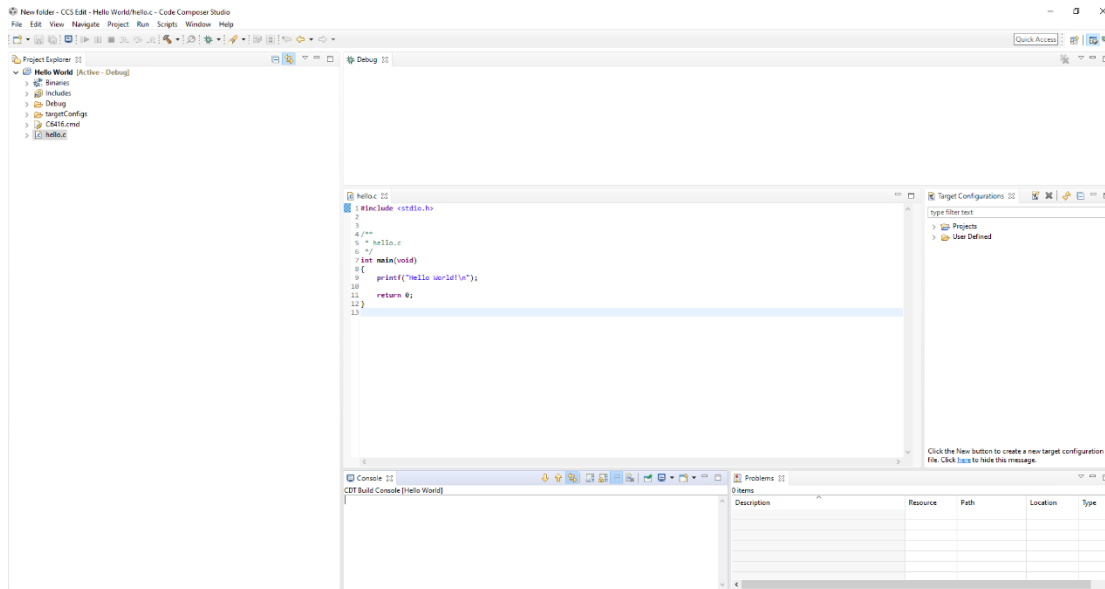 New folder - CCS Edit - Hello World/hello.c - Code Composer Studio
File Edit View Navigate Project Run Scripts Window Help
Quick Access
Project Explorer
Hello World [Active - Debug]
Binaries
Includes
Debug
targetConfigs
C6416.cmd
hello.c
Debug
hello.c
1 #include <stdio.h>
2
3
4 /**
5 * hello.c
6 */
7 int main(void)
8 {
9 printf("Hello World!\n");
10
11 return 0;
12 }
13
Target Configurations
type filter text
Projects
User Defined
Click the New button to create a new target configuration
file. Click here to hide this message.
Console
CDT Build Console [Hello World]
Problems
0 items
Description Resource Path Location Type